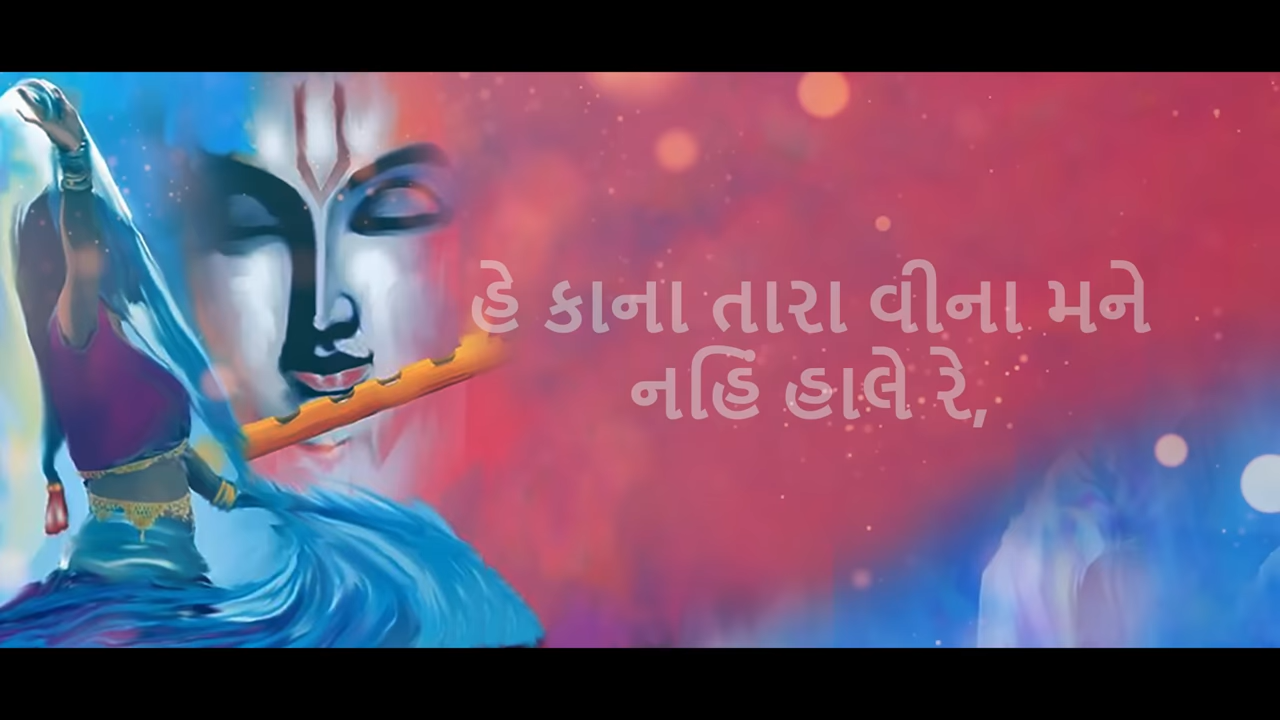 હે કાના તારા વીના મને
નહિં હાલે રે,